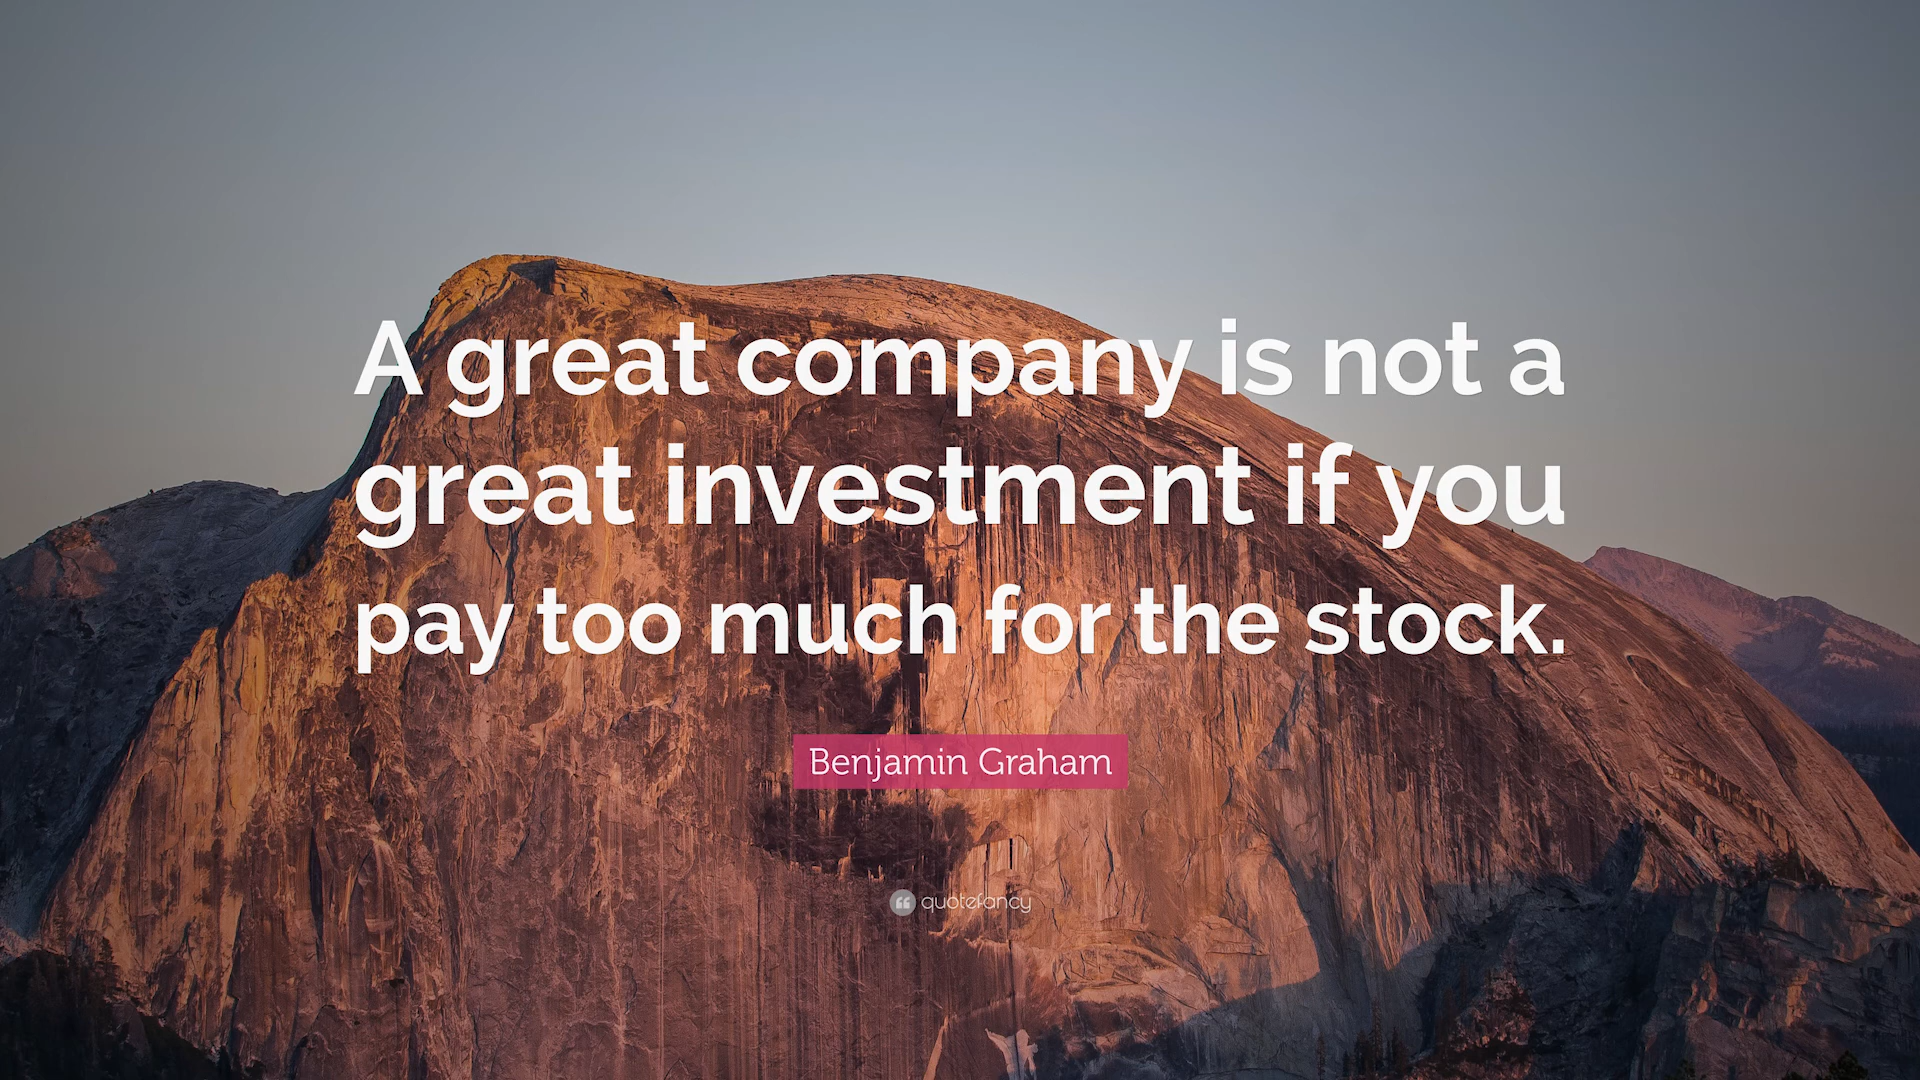 A great company is not a
great investment if you
pay too much for the stock.
Benjamin Graham
quotefancy